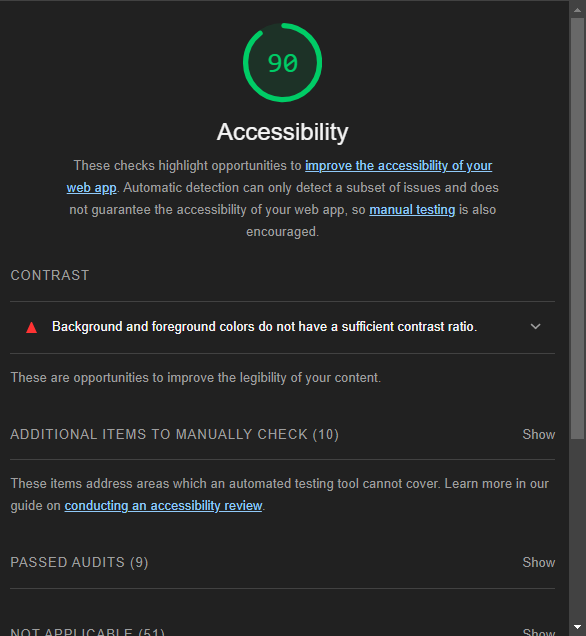 90
Accessibility
These checks highlight opportunities to improve the accessibility of your
web app. Automatic detection can only detect a subset of issues and does
not guarantee the accessibility of your web app, so manual testing is also
encouraged.
CONTRAST
Background and foreground colors do not have a sufficient contrast ratio.
These are opportunities to improve the legibility of your content.
ADDITIONAL ITEMS TO MANUALLY CHECK (10) Show
These items address areas which an automated testing tool cannot cover. Learn more in our
guide on conducting an accessibility review.
PASSED AUDITS (9) Show
NOT APPLICABLE (51) Show